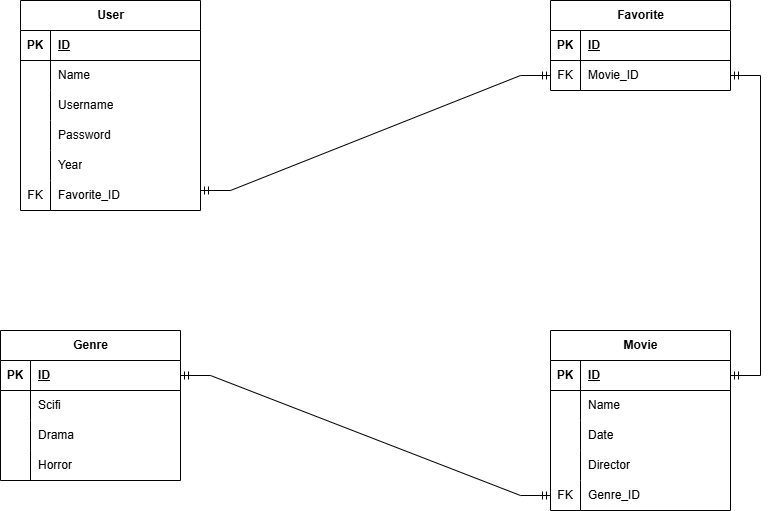 User
PK ID
Name
Username
Password
Year
FK Favorite_ID
Favorite
PK ID
FK Movie_ID
Genre
PK ID
Scifi
Drama
Horror
Movie
PK ID
Name
Date
Director
FK Genre_ID